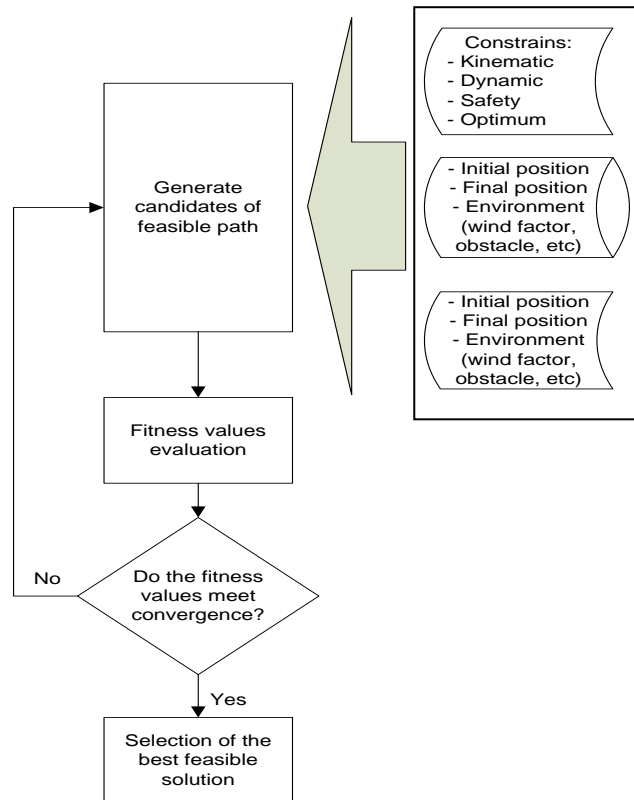 Constrains:
- Kinematic
- Dynamic
- Safety
- Optimum
- Initial position
- Final position
- Environment
(wind factor,
obstacle, etc)
- Initial position
- Final position
- Environment
(wind factor,
obstacle, etc)
Generate
candidates of
feasible path
Fitness values
evaluation
Do the fitness
values meet
convergence?
No
Yes
Selection of the
best feasible
solution